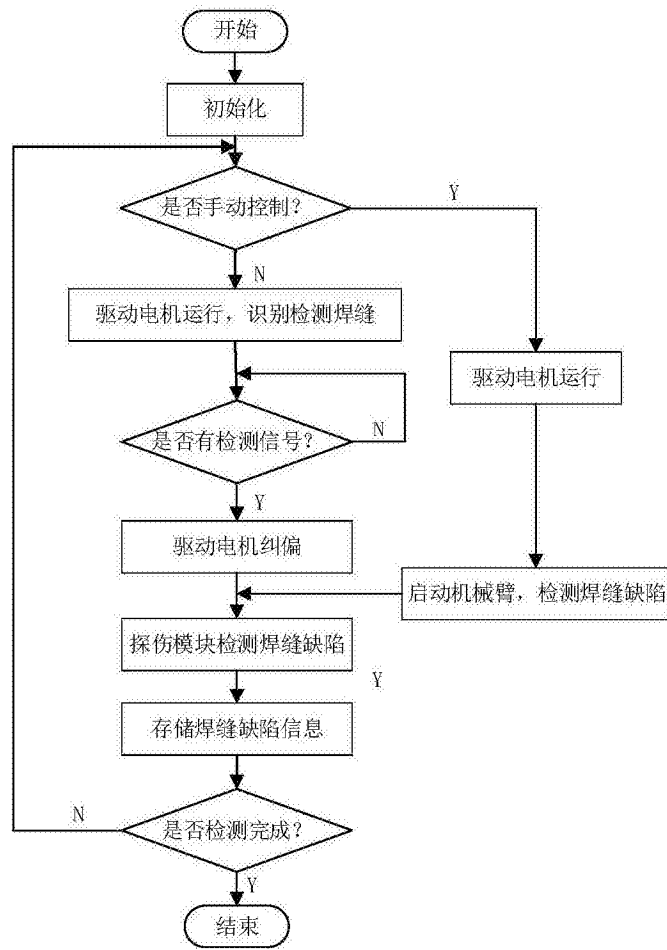 开始
初始化
是否手动控制？
Y
N
驱动电机运行，识别检测焊缝
驱动电机运行
是否有检测信号？
N
Y
驱动电机纠偏
启动机械臂，检测焊缝缺陷
探伤模块检测焊缝缺陷
Y
存储焊缝缺陷信息
N
是否检测完成？
Y
结束